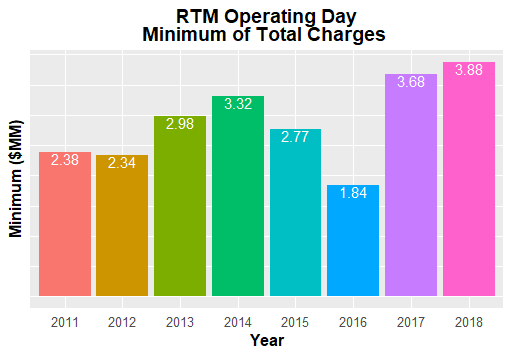 RTM Operating Day
Minimum of Total Charges
Minimum ($MM)
2.38
2.34
2.98
3.32
2.77
1.84
3.68
3.88
2011 2012 2013 2014 2015 2016 2017 2018
Year